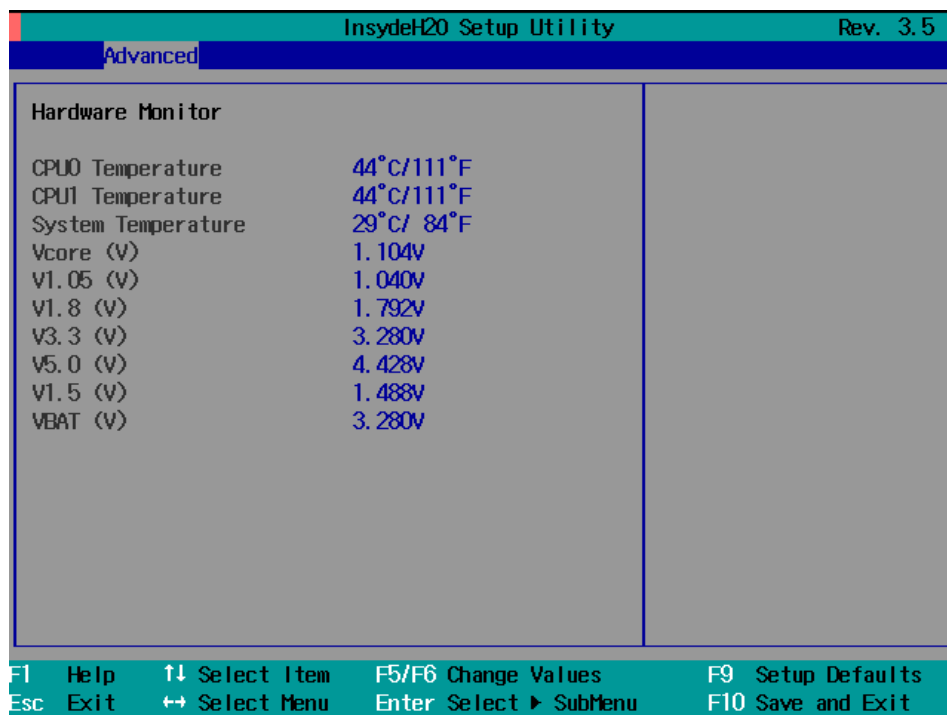 InsydeH2O Setup Utility Rev. 3.5
Advanced
Hardware Monitor
CPU0 Temperature 44°C/111°F
CPU1 Temperature 44°C/111°F
System Temperature 29°C/ 84°F
Vcore (V) 1.104V
V1.05 (V) 1.040V
V1.8 (V) 1.792V
V3.3 (V) 3.280V
V5.0 (V) 4.428V
V1.5 (V) 1.488V
VBAT (V) 3.280V
F1 Help ↑↓ Select Item F5/F6 Change Values F9 Setup Defaults
Esc Exit ↔ Select Menu Enter Select ▶ SubMenu F10 Save and Exit